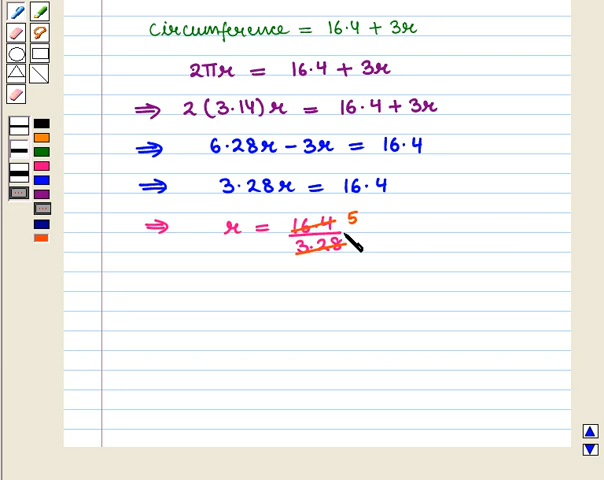 circumference = 16.4 + 3r
2πr = 16.4 + 3r
⇒ 2 (3.14) r = 16.4 + 3r
⇒ 6.28r - 3r = 16.4
⇒ 3.28r = 16.4
⇒ r = 16.4 5
3.28